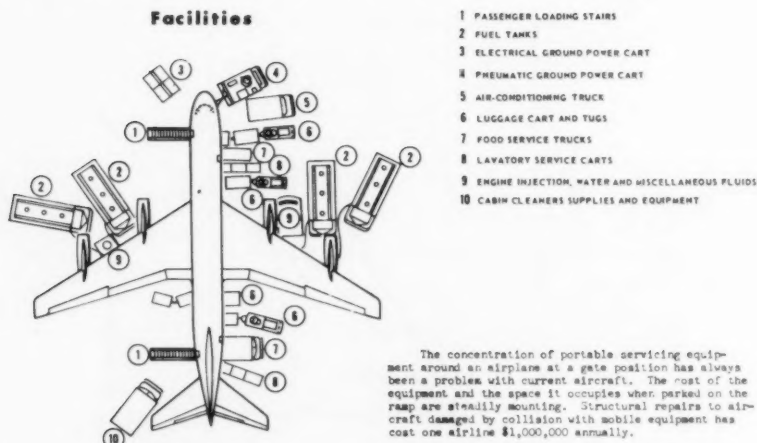 Facilities
1 PASSENGER LOADING STAIRS
2 FUEL TANKS
3 ELECTRICAL GROUND POWER CART
4 PNEUMATIC GROUND POWER CART
5 AIR-CONDITIONING TRUCK
6 LUGGAGE CART AND TUGS
7 FOOD SERVICE TRUCKS
8 LAVATORY SERVICE CARTS
9 ENGINE INJECTION, WATER AND MISCELLANEOUS FLUIDS
10 CABIN CLEANERS SUPPLIES AND EQUIPMENT
3
4
5
1
6
7
2
2
8
2
2
6
9
9
6
6
1
7
8
10
The concentration of portable servicing equip-
ment around an airplane at a gate position has always
been a problem with current aircraft. The cost of the
equipment and the space it occupies when parked on the
ramp are steadily mounting. Structural repairs to air-
craft damaged by collision with mobile equipment has
cost one airline $1,000,000 annually.